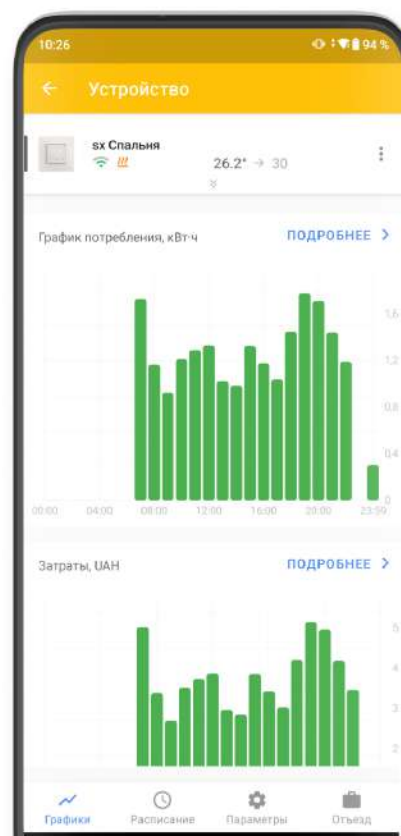 10:26
94 %
Устройство
sx Спальня
26.2° → 30
График потребления, кВт·ч
ПОДРОБНЕЕ >
1,6
1,2
0,8
0,4
0
00:00 04:00 08:00 12:00 16:00 20:00 23:59
Затраты, UAH
ПОДРОБНЕЕ >
5
4
3
2
Графики Расписание Параметры Отъезд